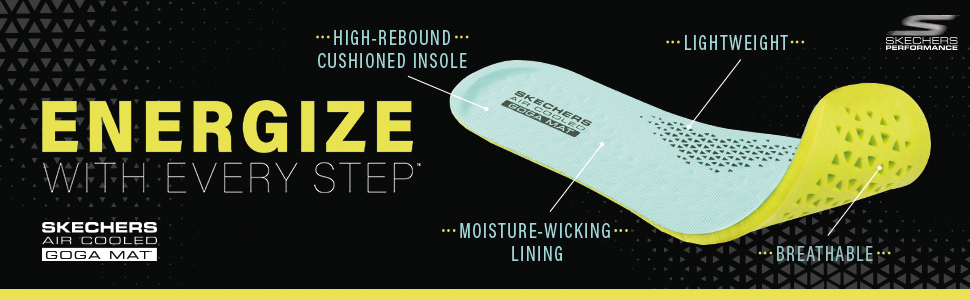 HIGH-REBOUND
CUSHIONED INSOLE
LIGHTWEIGHT
S
SKECHERS
PERFORMANCE
ENERGIZE
WITH EVERY STEP™
SKECHERS
AIR COOLED
GOGA MAT
SKECHERS
AIR COOLED
GOGA MAT
MOISTURE-WICKING
LINING
BREATHABLE